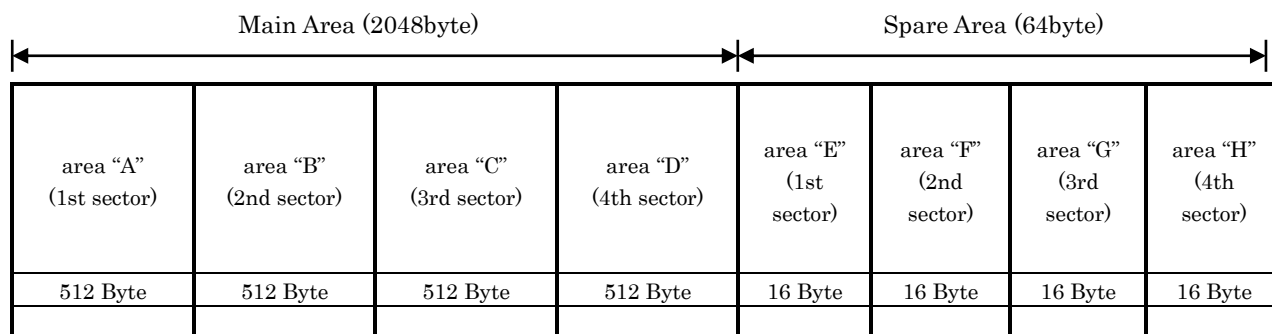 Main Area (2048byte)
Spare Area (64byte)
area “A”
(1st sector)
area “B”
(2nd sector)
area “C”
(3rd sector)
area “D”
(4th sector)
area “E”
(1st
sector)
area “F”
(2nd
sector)
area “G”
(3rd
sector)
area “H”
(4th
sector)
512 Byte
512 Byte
512 Byte
512 Byte
16 Byte
16 Byte
16 Byte
16 Byte